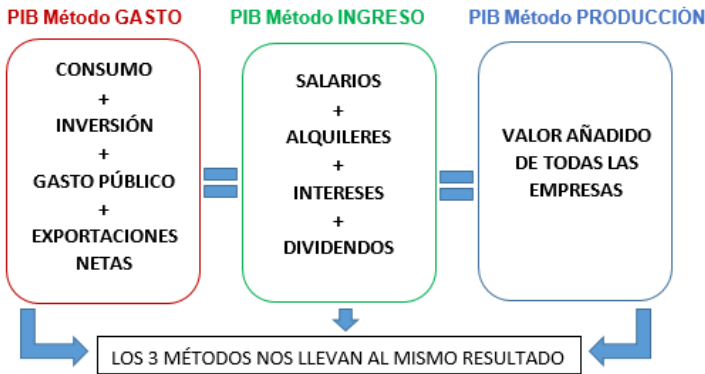 PIB Método GASTO
CONSUMO
+
INVERSIÓN
+
GASTO PÚBLICO
+
EXPORTACIONES
NETAS
PIB Método INGRESO
SALARIOS
+
ALQUILERES
+
INTERESES
+
DIVIDENDOS
PIB Método PRODUCCIÓN
VALOR AÑADIDO
DE TODAS LAS
EMPRESAS
LOS 3 MÉTODOS NOS LLEVAN AL MISMO RESULTADO